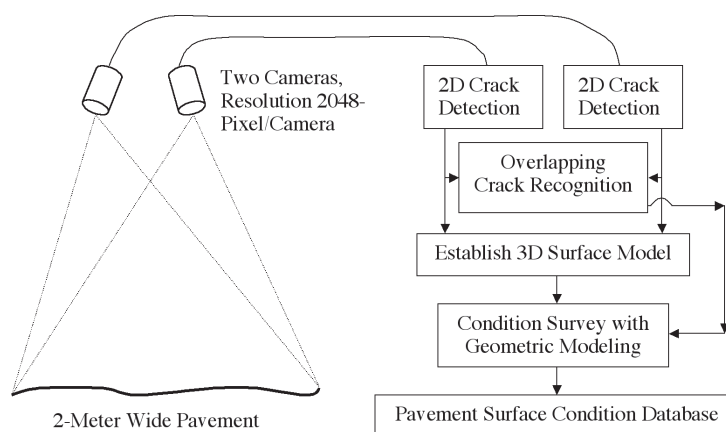 Two Cameras,
Resolution 2048-
Pixel/Camera
2D Crack
Detection
2D Crack
Detection
Overlapping
Crack Recognition
Establish 3D Surface Model
Condition Survey with
Geometric Modeling
Pavement Surface Condition Database
2-Meter Wide Pavement